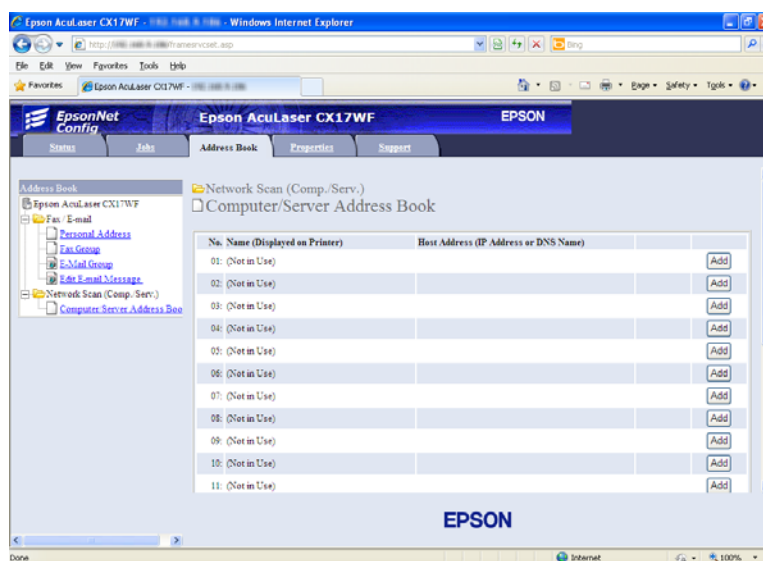 Epson AcuLaser CX17WF - - Windows Internet Explorer
http:// framesrvcset.asp
Bing
File Edit View Favorites Tools Help
Favorites Epson AcuLaser CX17WF - Page Safety Tools
EpsonNet Config Epson AcuLaser CX17WF EPSON
Status Jobs Address Book Properties Support
Address Book
Epson AcuLaser CX17WF
Fax / E-mail
Personal Address
Fax Group
E-Mail Group
Edit E-mail Message
Network Scan (Comp./Serv.)
Computer/Server Address Boo
Network Scan (Comp./Serv.)
Computer/Server Address Book
No. Name (Displayed on Printer) Host Address (IP Address or DNS Name)
01: (Not in Use) Add
02: (Not in Use) Add
03: (Not in Use) Add
04: (Not in Use) Add
05: (Not in Use) Add
06: (Not in Use) Add
07: (Not in Use) Add
08: (Not in Use) Add
09: (Not in Use) Add
10: (Not in Use) Add
11: (Not in Use) Add
EPSON
Done Internet 100%